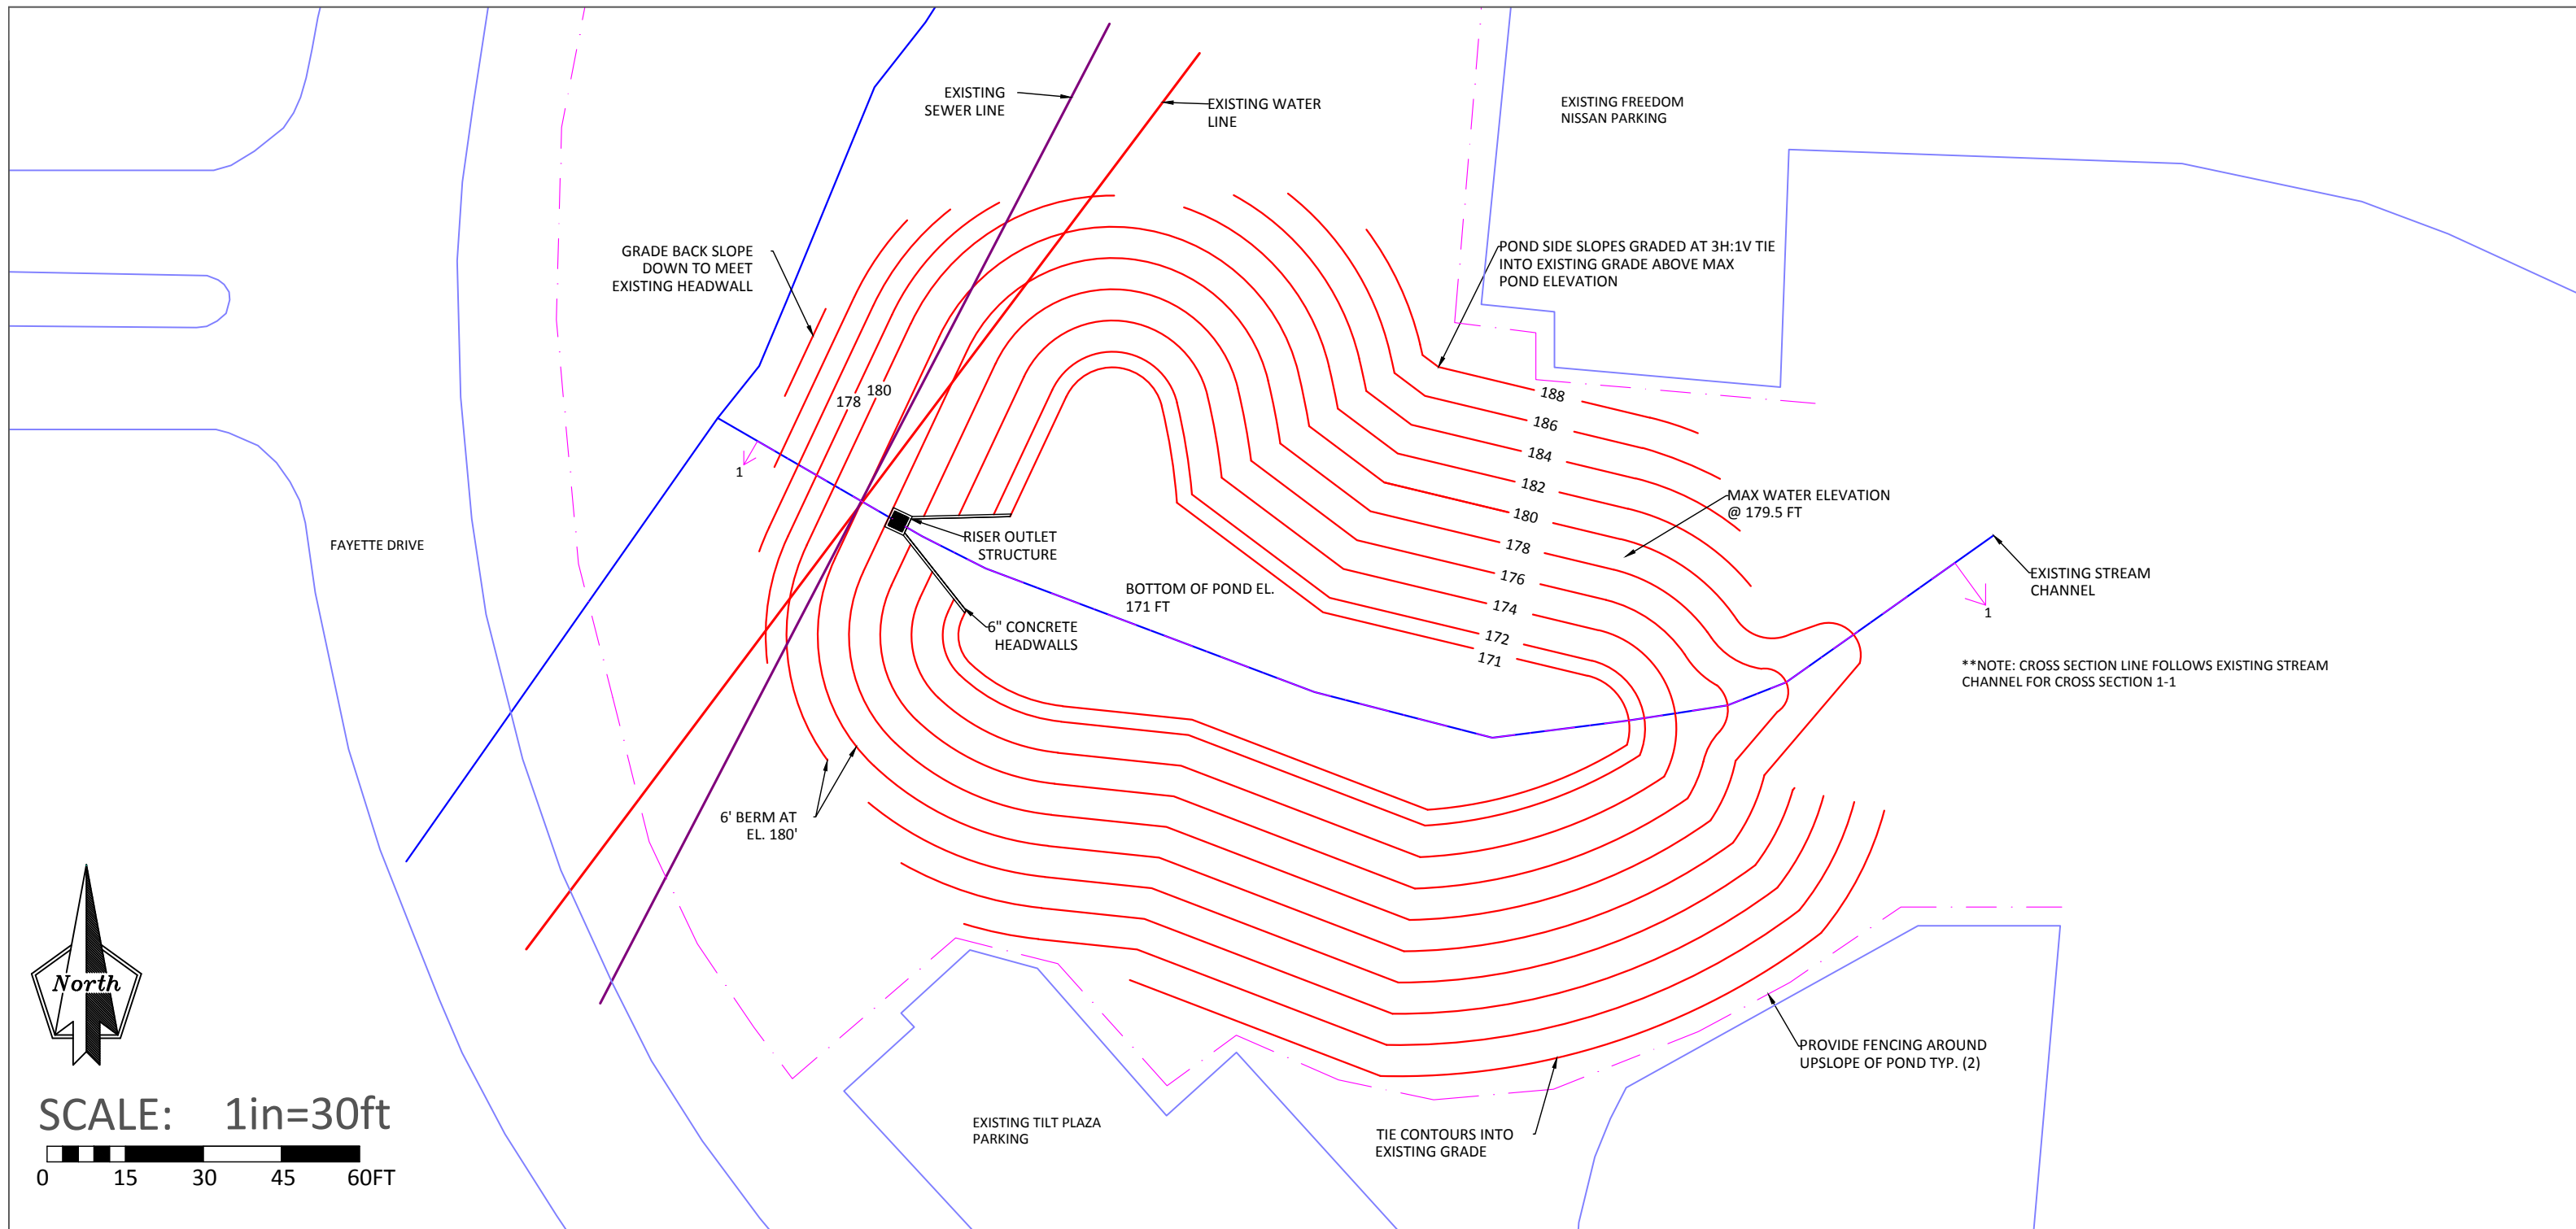 EXISTING
SEWER LINE
EXISTING WATER
LINE
EXISTING FREEDOM
NISSAN PARKING
GRADE BACK SLOPE
DOWN TO MEET
EXISTING HEADWALL
POND SIDE SLOPES GRADED AT 3H:1V TIE
INTO EXISTING GRADE ABOVE MAX
POND ELEVATION
178
180
188
186
184
182
180
178
176
174
172
171
1
MAX WATER ELEVATION
@ 179.5 FT
FAYETTE DRIVE
RISER OUTLET
STRUCTURE
BOTTOM OF POND EL.
171 FT
EXISTING STREAM
CHANNEL
1
6" CONCRETE
HEADWALLS
**NOTE: CROSS SECTION LINE FOLLOWS EXISTING STREAM
CHANNEL FOR CROSS SECTION 1-1
6' BERM AT
EL. 180'
North
PROVIDE FENCING AROUND
UPSLOPE OF POND TYP. (2)
SCALE: 1in=30ft
0 15 30 45 60FT
EXISTING TILT PLAZA
PARKING
TIE CONTOURS INTO
EXISTING GRADE